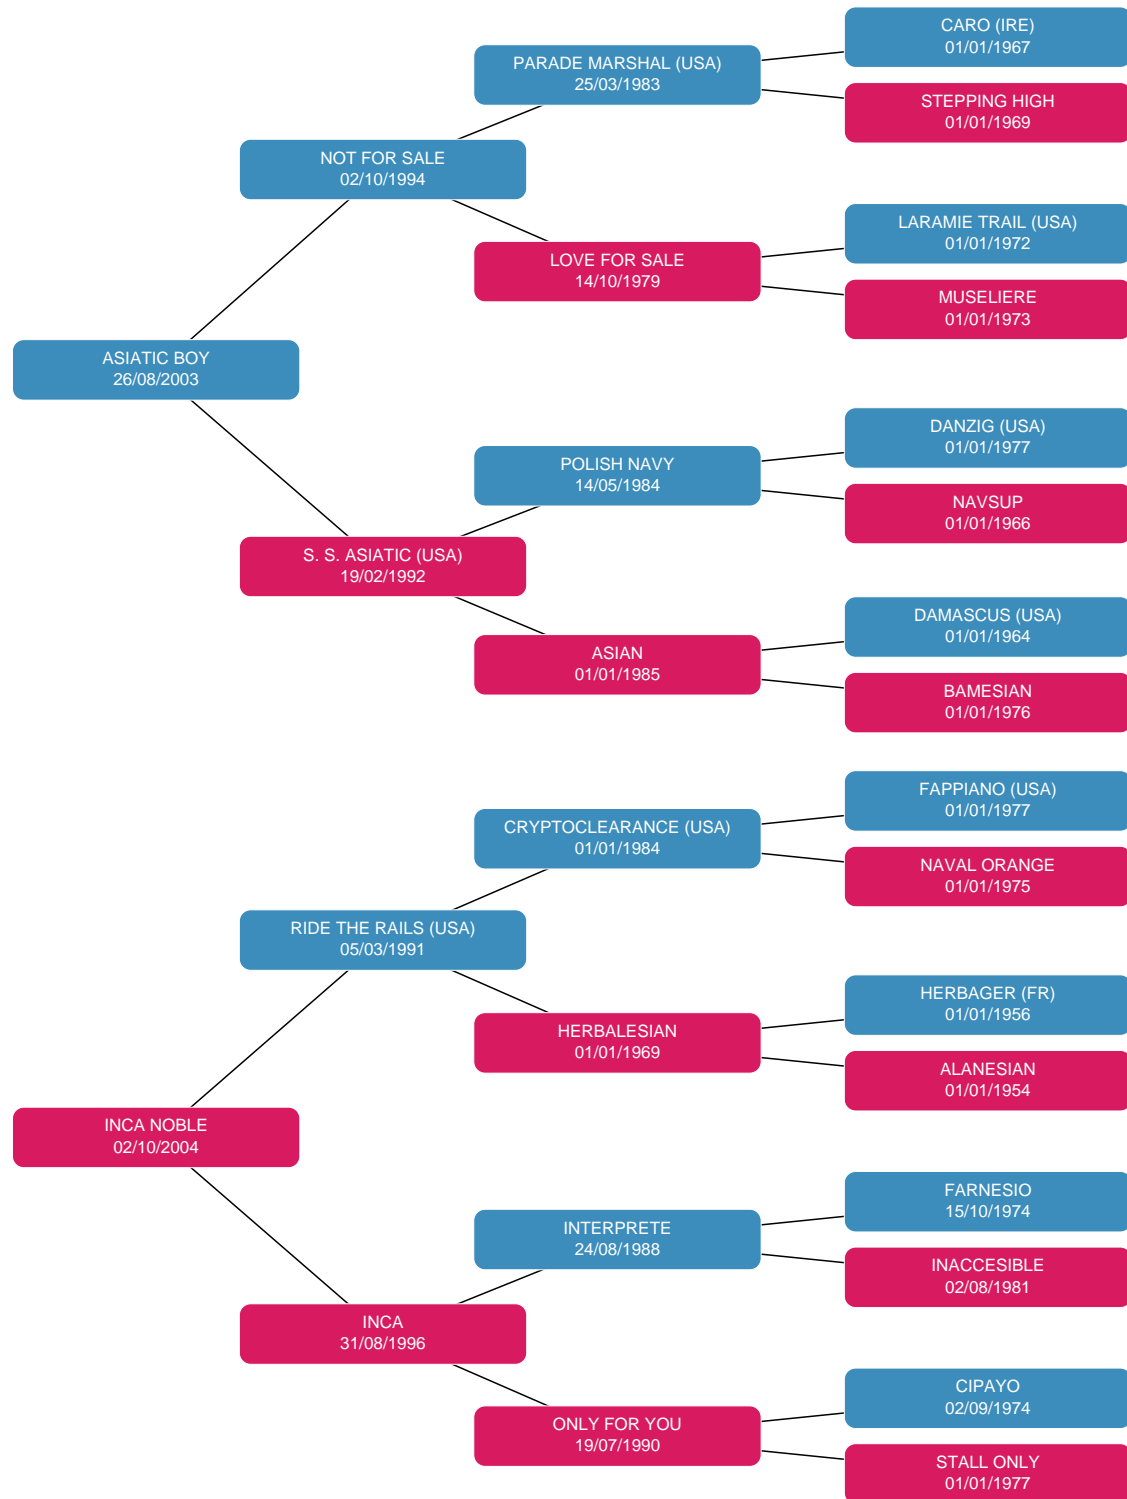 CARO (IRE)
01/01/1967
PARADE MARSHAL (USA)
25/03/1983
STEPPING HIGH
01/01/1969
NOT FOR SALE
02/10/1994
LARAMIE TRAIL (USA)
01/01/1972
LOVE FOR SALE
14/10/1979
MUSELIERE
01/01/1973
ASIATIC BOY
26/08/2003
DANZIG (USA)
01/01/1977
POLISH NAVY
14/05/1984
NAVSUP
01/01/1966
S. S. ASIATIC (USA)
19/02/1992
DAMASCUS (USA)
01/01/1964
ASIAN
01/01/1985
BAMESIAN
01/01/1976
FAPPIANO (USA)
01/01/1977
CRYPTOCLEARANCE (USA)
01/01/1984
NAVAL ORANGE
01/01/1975
RIDE THE RAILS (USA)
05/03/1991
HERBAGER (FR)
01/01/1956
HERBALESIAN
01/01/1969
ALANESIAN
01/01/1954
INCA NOBLE
02/10/2004
FARNESIO
15/10/1974
INTERPRETE
24/08/1988
INACCESIBLE
02/08/1981
INCA
31/08/1996
CIPAYO
02/09/1974
ONLY FOR YOU
19/07/1990
STALL ONLY
01/01/1977